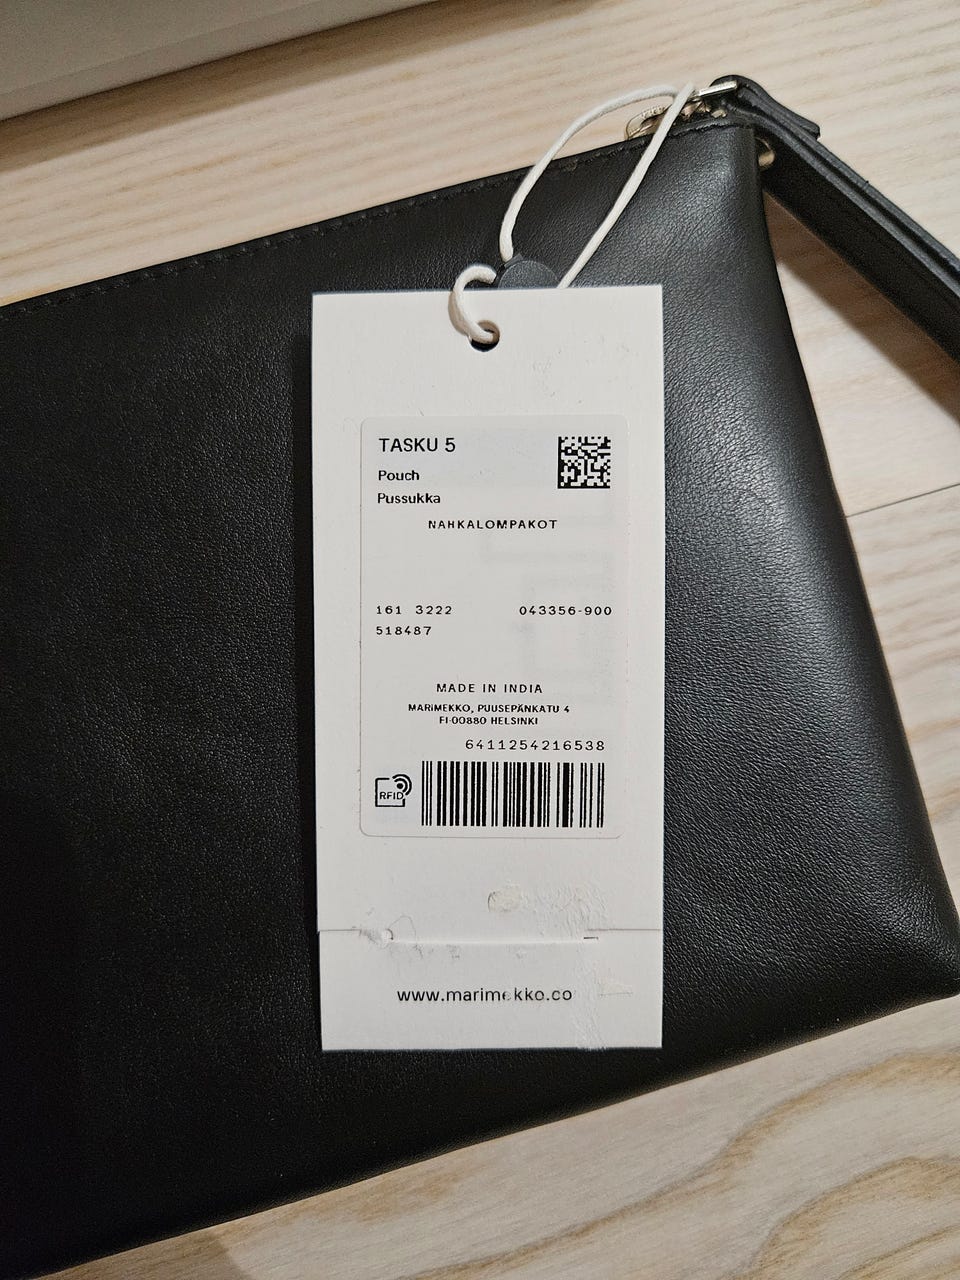 TASKU 5
Pouch
Pussukka
NAHKALOMPAKOT
161 3222 043356-900
518487
MADE IN INDIA
MARIMEKKO, PUUSEPÄNKATU 4
FI-00880 HELSINKI
6411254216538
RFID
www.marimekko.co